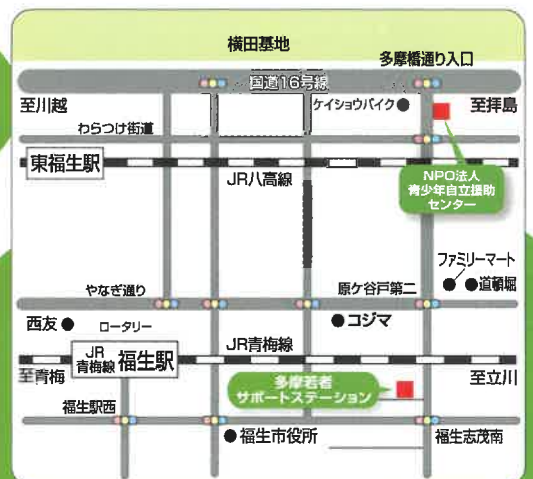 横田基地
多摩橋通り入口
国道16号線
至川越
ケイショウバイク
至拝島
わらつけ街道
東福生駅
JR八高線
NPO法人
青少年自立援助
センター
ファミリーマート
道頓堀
やなぎ通り
原ケ谷戸第二
西友
ロータリー
コジマ
JR
青梅線
福生駅
JR青梅線
至青梅
至立川
多摩若者
サポートステーション
福生駅西
福生市役所
福生志茂南